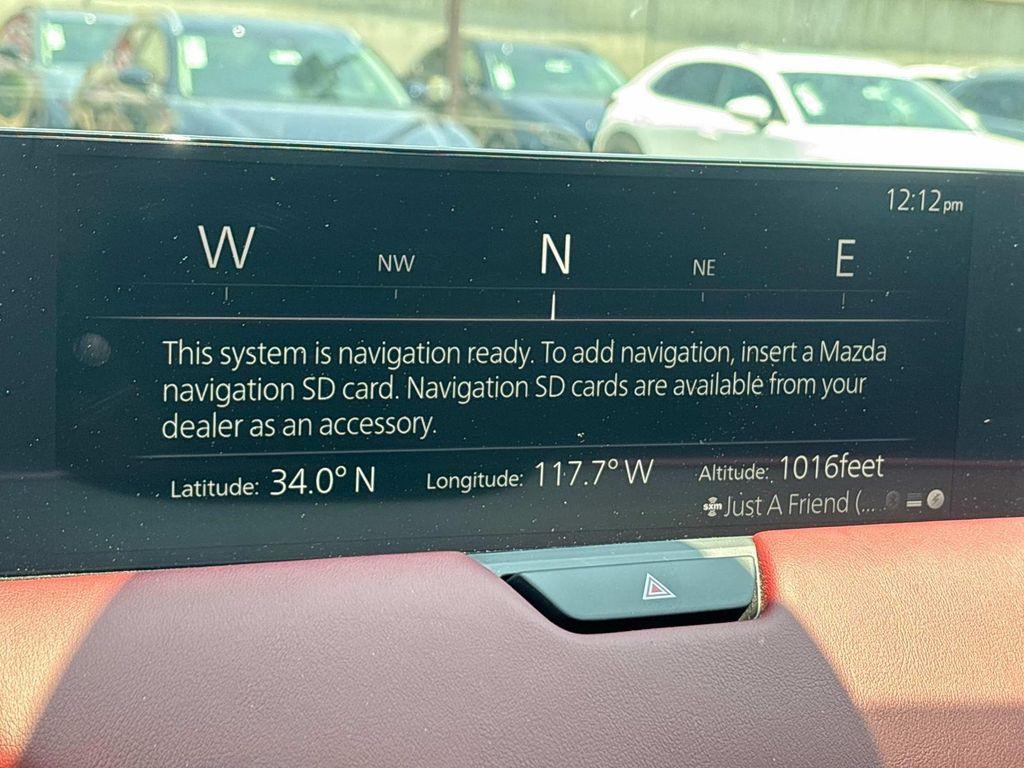 12:12pm
W NW N NE E
This system is navigation ready. To add navigation, insert a Mazda
navigation SD card. Navigation SD cards are available from your
dealer as an accessory.
Latitude: 34.0° N Longitude: 117.7° W Altitude: 1016feet
sxm Just A Friend (...